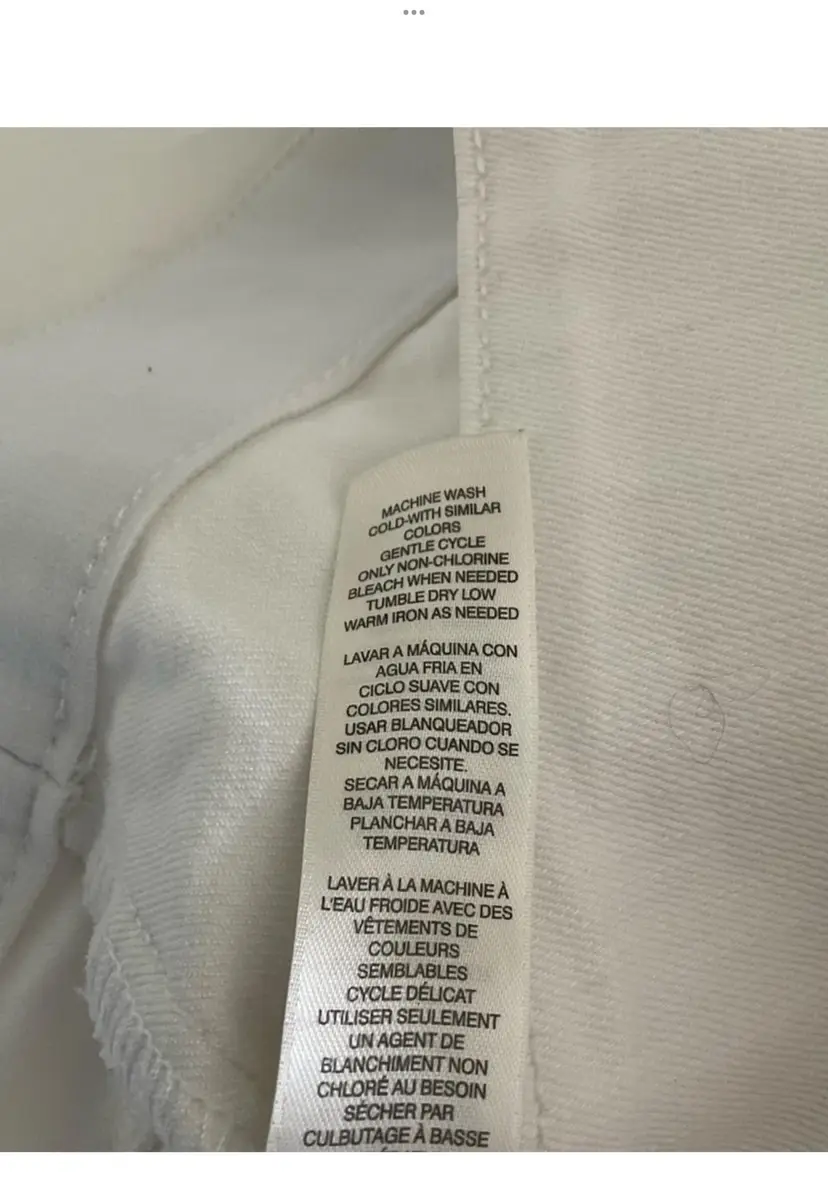 MACHINE WASH
COLD-WITH SIMILAR
COLORS
GENTLE CYCLE
ONLY NON-CHLORINE
BLEACH WHEN NEEDED
TUMBLE DRY LOW
WARM IRON AS NEEDED
LAVAR A MÁQUINA CON
AGUA FRIA EN
CICLO SUAVE CON
COLORES SIMILARES.
USAR BLANQUEADOR
SIN CLORO CUANDO SE
NECESITE.
SECAR A MÁQUINA A
BAJA TEMPERATURA
PLANCHAR A BAJA
TEMPERATURA
LAVER À LA MACHINE À
L'EAU FROIDE AVEC DES
VÊTEMENTS DE
COULEURS
SEMBLABLES
CYCLE DÉLICAT
UTILISER SEULEMENT
UN AGENT DE
BLANCHIMENT NON
CHLORÉ AU BESOIN
SÉCHER PAR
CULBUTAGE À BASSE